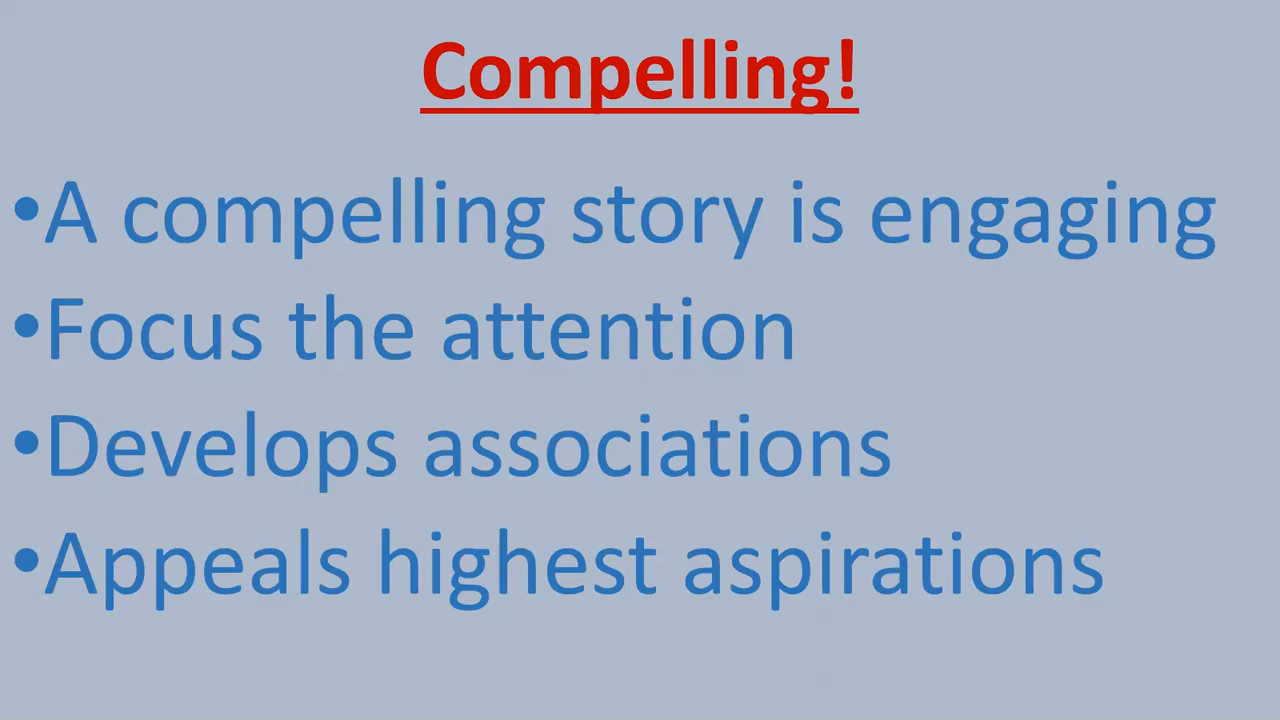 Compelling!
•A compelling story is engaging
•Focus the attention
•Develops associations
•Appeals highest aspirations